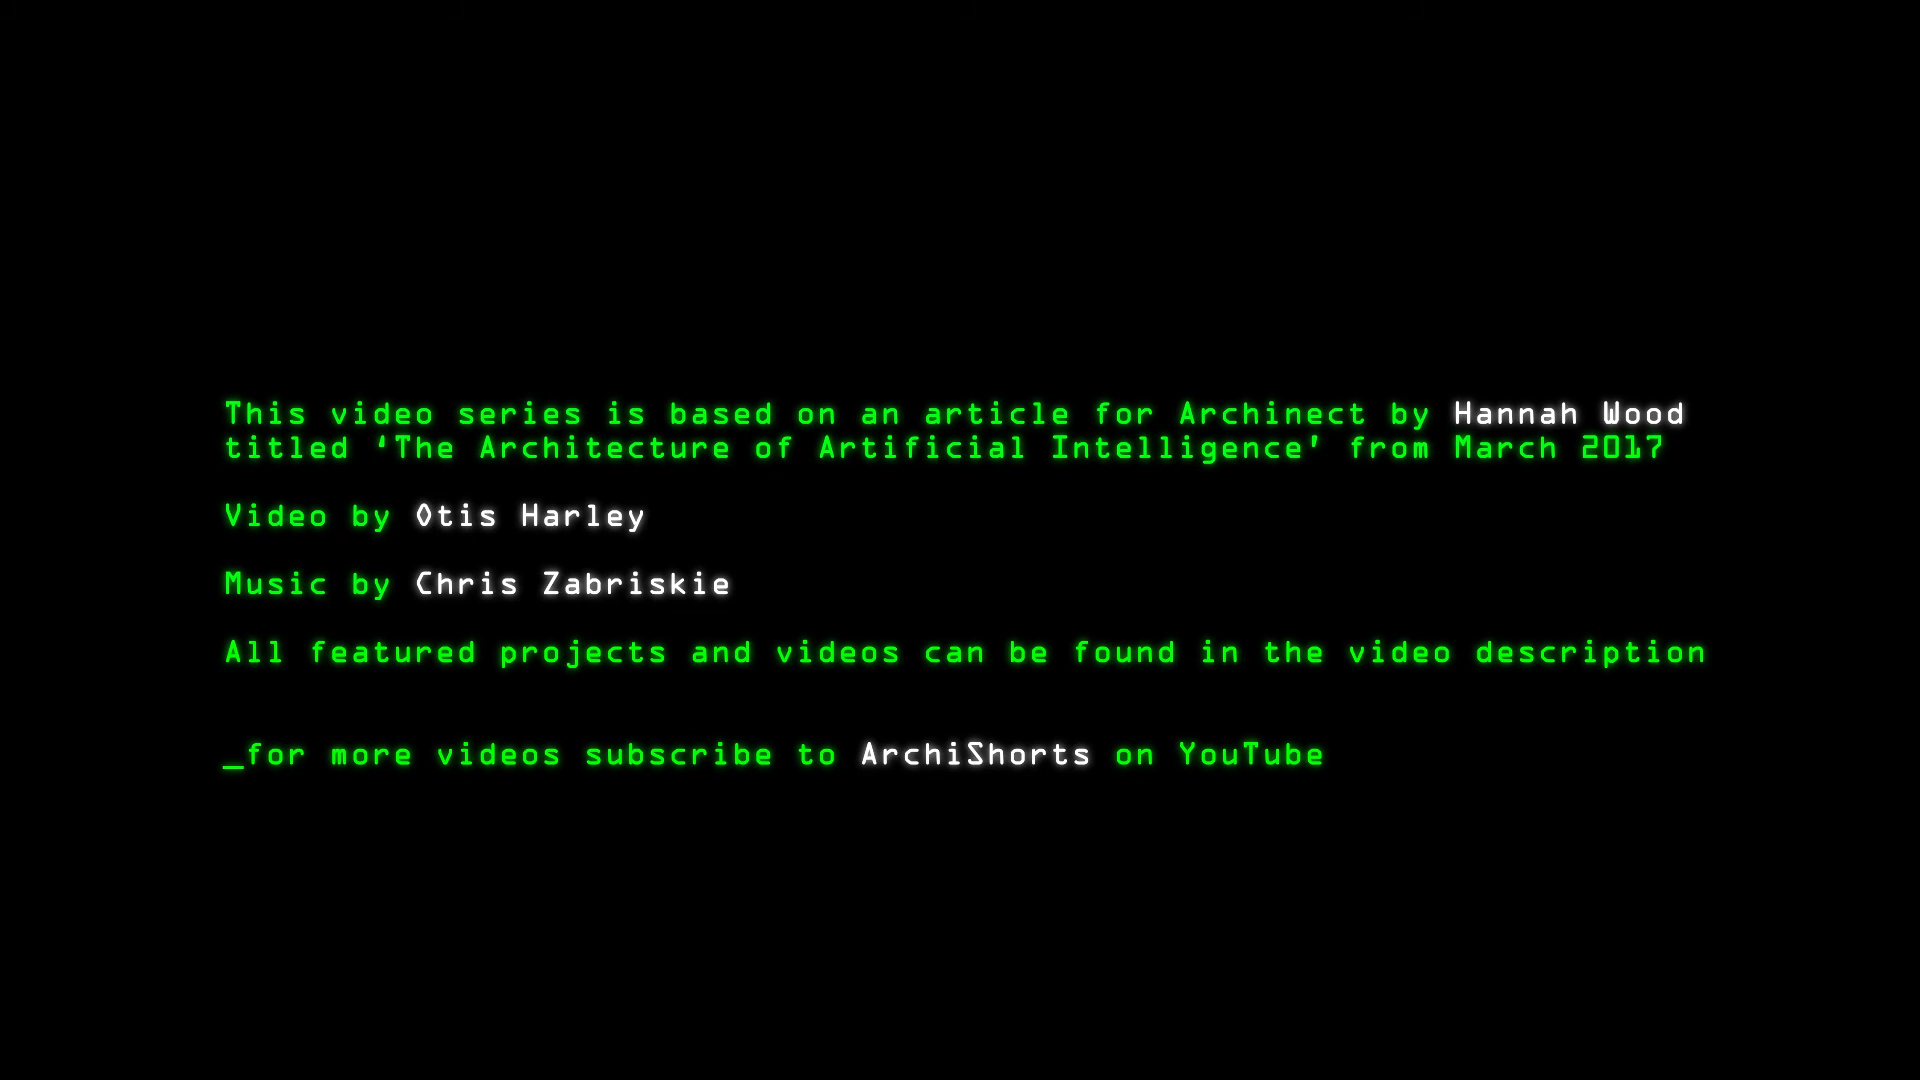 This video series is based on an article for Archinect by Hannah Wood
titled 'The Architecture of Artificial Intelligence' from March 2017
Video by Otis Harley
Music by Chris Zabriskie
All featured projects and videos can be found in the video description
_for more videos subscribe to ArchiShorts on YouTube